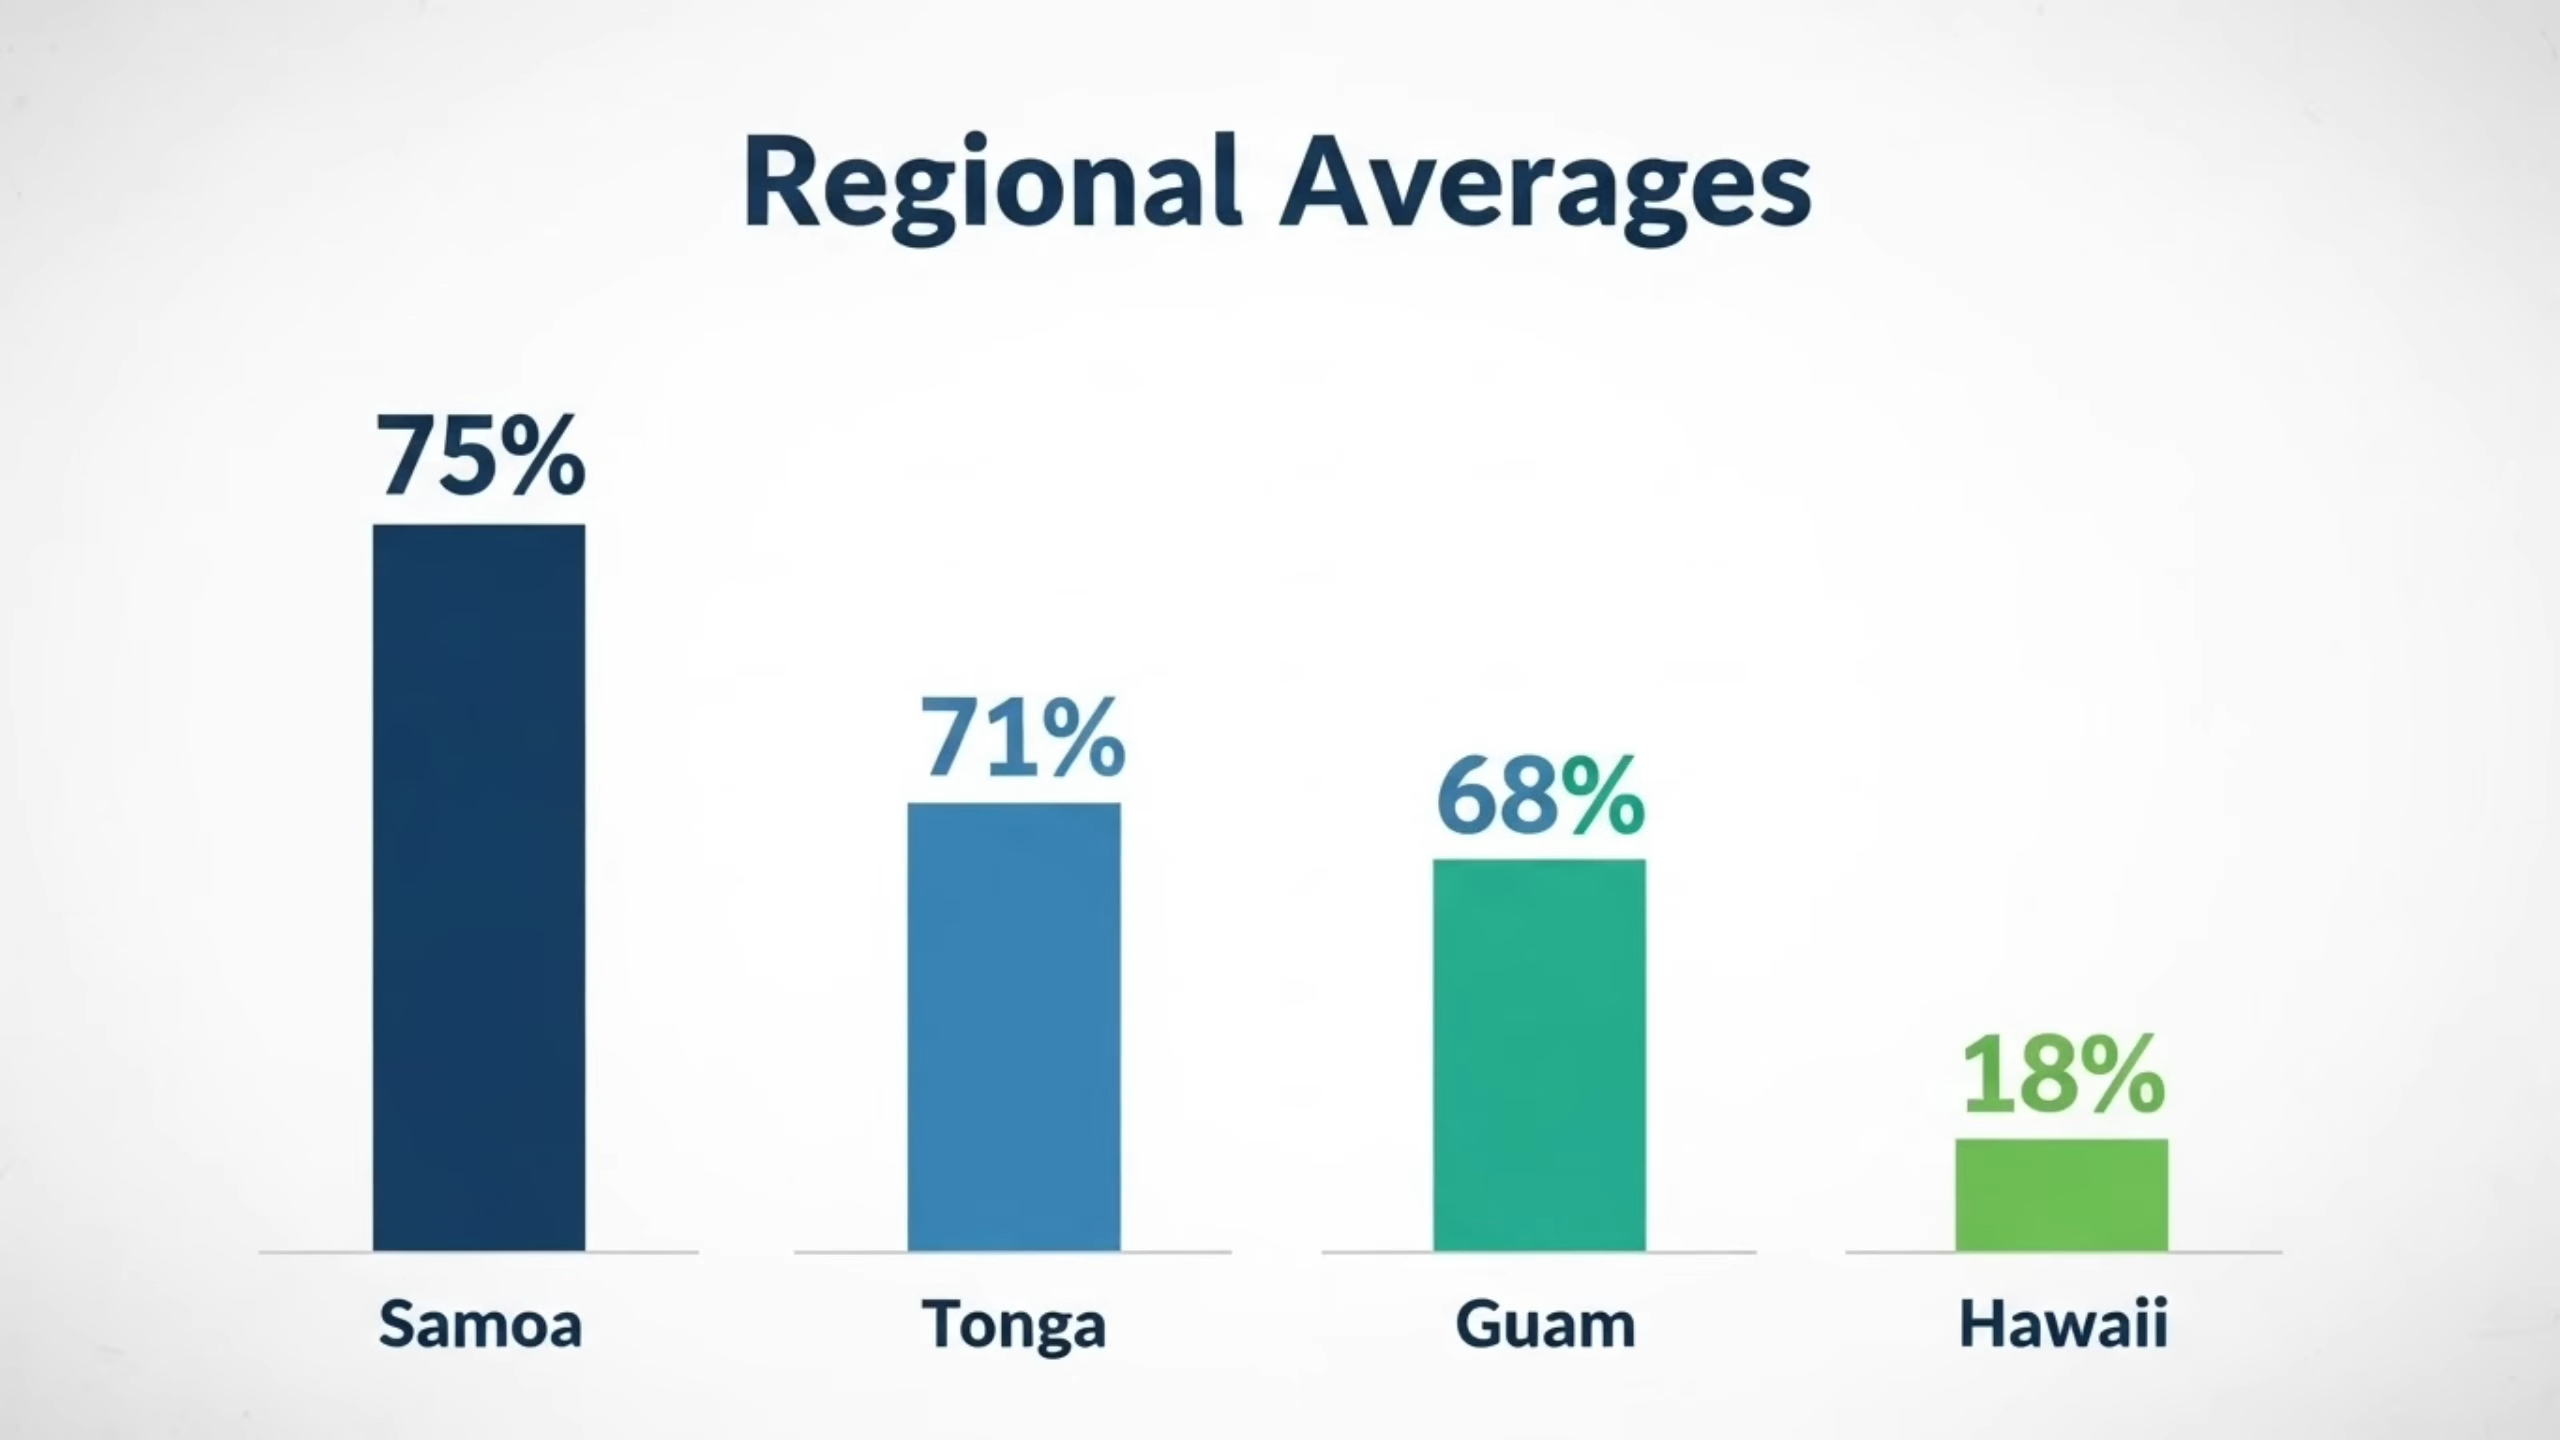 Regional Averages
75%
71%
68%
18%
Samoa
Tonga
Guam
Hawaii